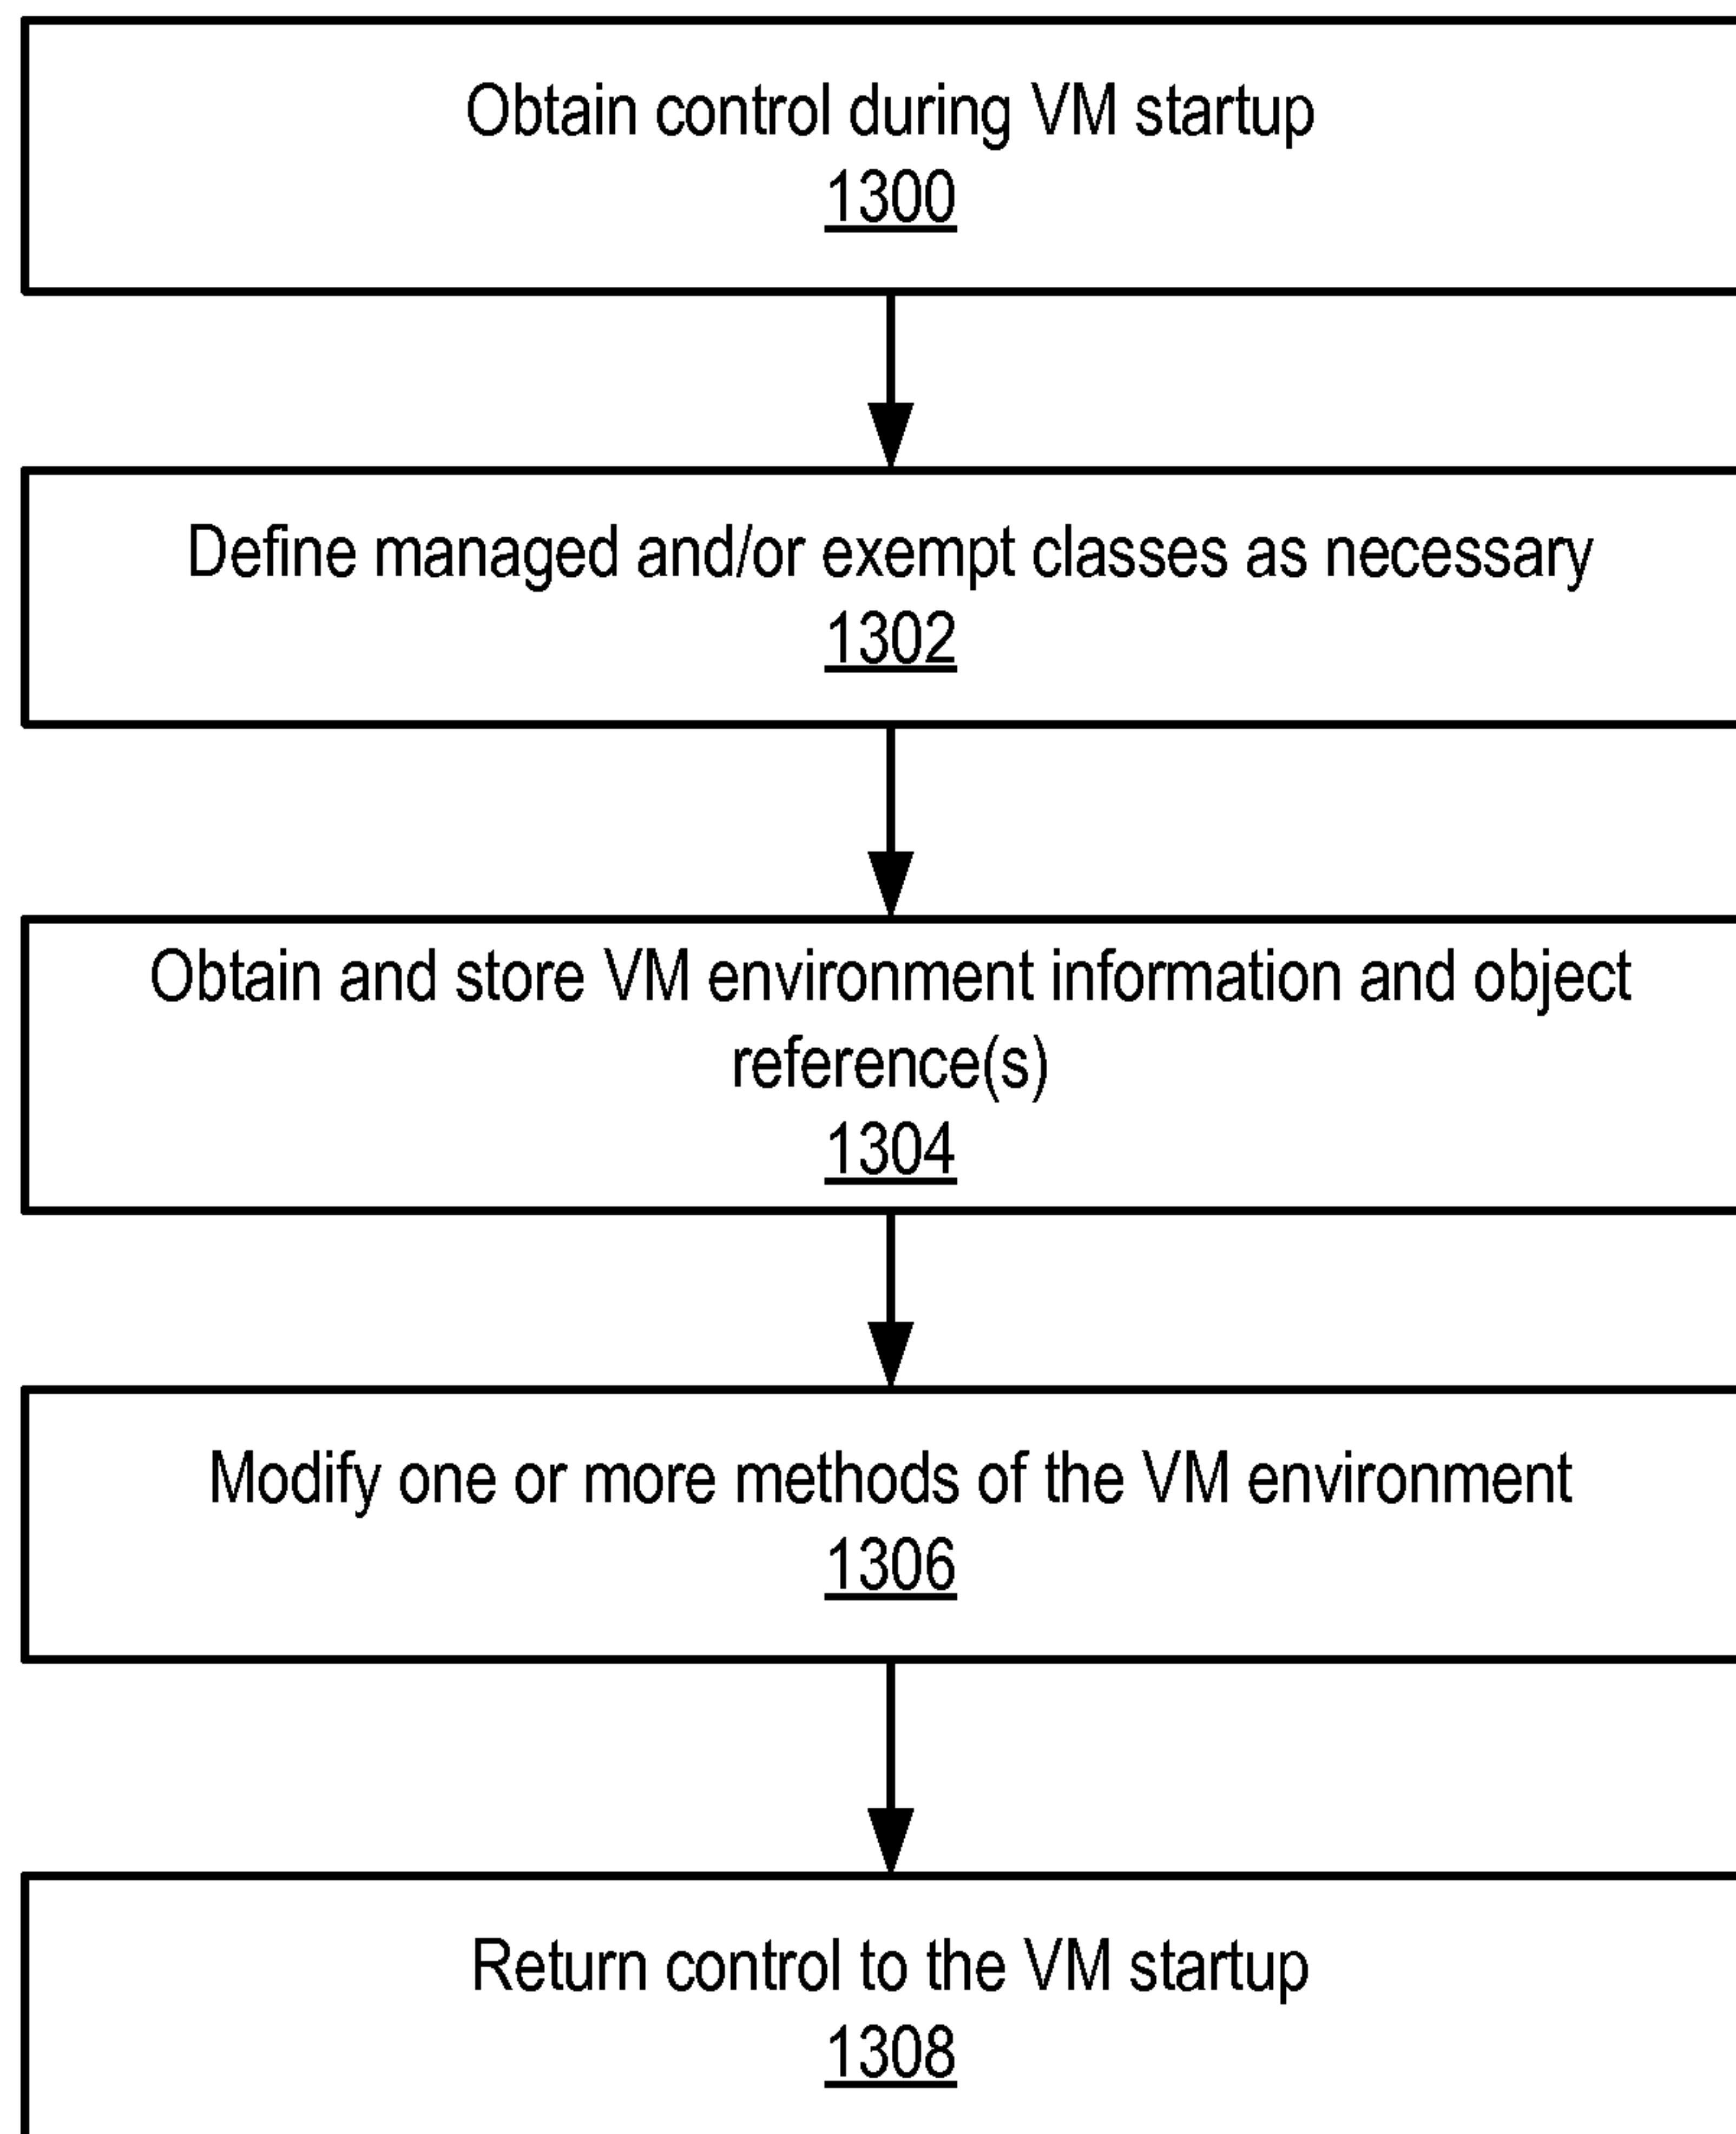 Obtain control during VM startup
1300
Define managed and/or exempt classes as necessary
1302
Obtain and store VM environment information and object
reference(s)
1304
Modify one or more methods of the VM environment
1306
Return control to the VM startup
1308